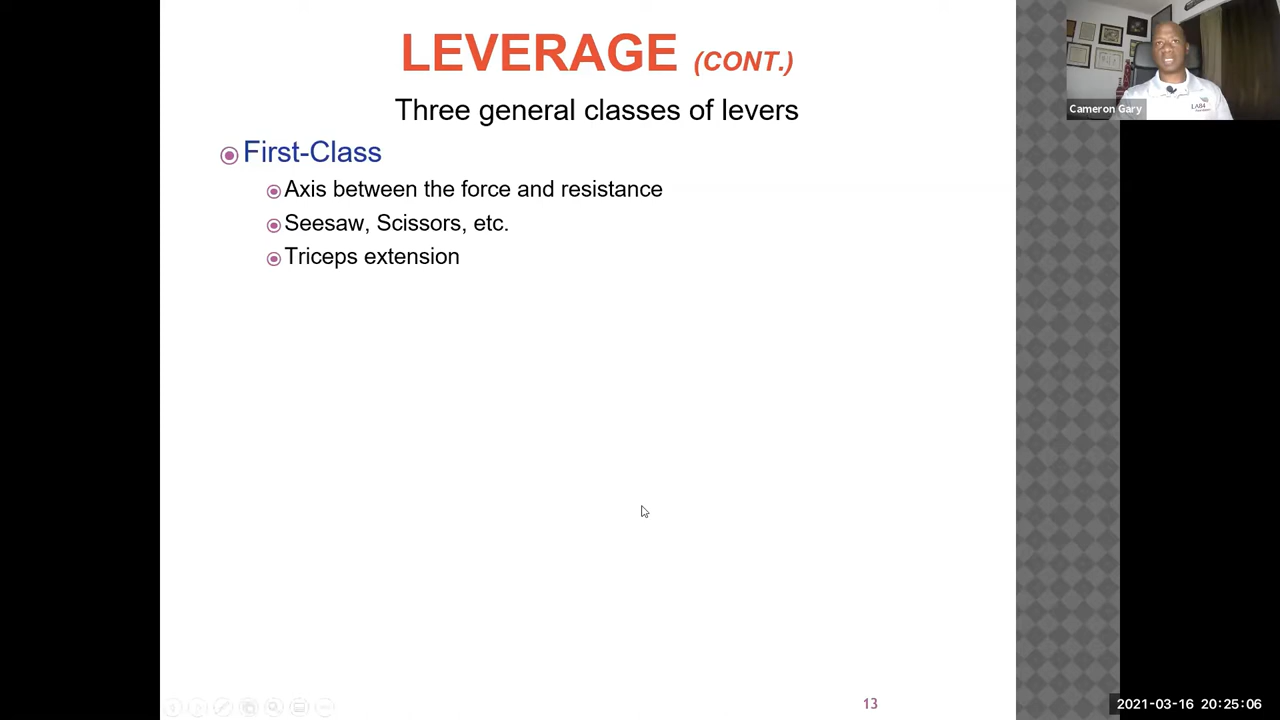 LEVERAGE (CONT.)
Three general classes of levers
First-Class
Axis between the force and resistance
Seesaw, Scissors, etc.
Triceps extension
13
Cameron Gary
LAB4
2021-03-16 20:25:06